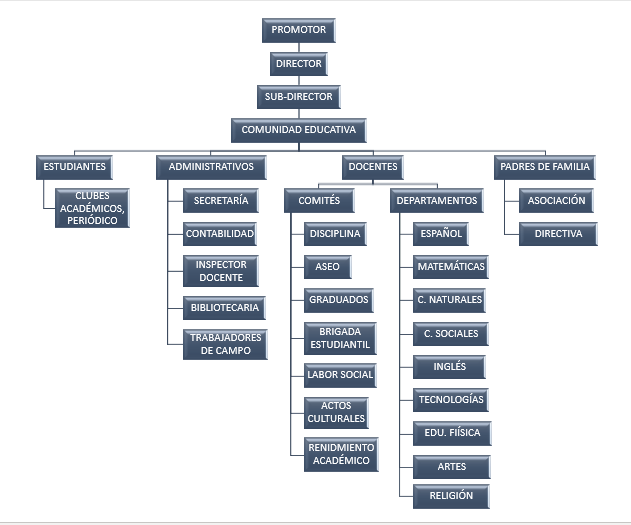 PROMOTOR
DIRECTOR
SUB-DIRECTOR
COMUNIDAD EDUCATIVA
ESTUDIANTES
CLUBES
ACADÉMICOS,
PERIÓDICO
ADMINISTRATIVOS
SECRETARÍA
CONTABILIDAD
INSPECTOR
DOCENTE
BIBLIOTECARIA
TRABAJADORES
DE CAMPO
DOCENTES
COMITÉS
DISCIPLINA
ASEO
GRADUADOS
BRIGADA
ESTUDIANTIL
LABOR SOCIAL
ACTOS
CULTURALES
RENIDMIENTO
ACADÉMICO
DEPARTAMENTOS
ESPAÑOL
MATEMÁTICAS
C. NATURALES
C. SOCIALES
INGLÉS
TECNOLOGÍAS
EDU. FIÍSICA
ARTES
RELIGIÓN
PADRES DE FAMILIA
ASOCIACIÓN
DIRECTIVA